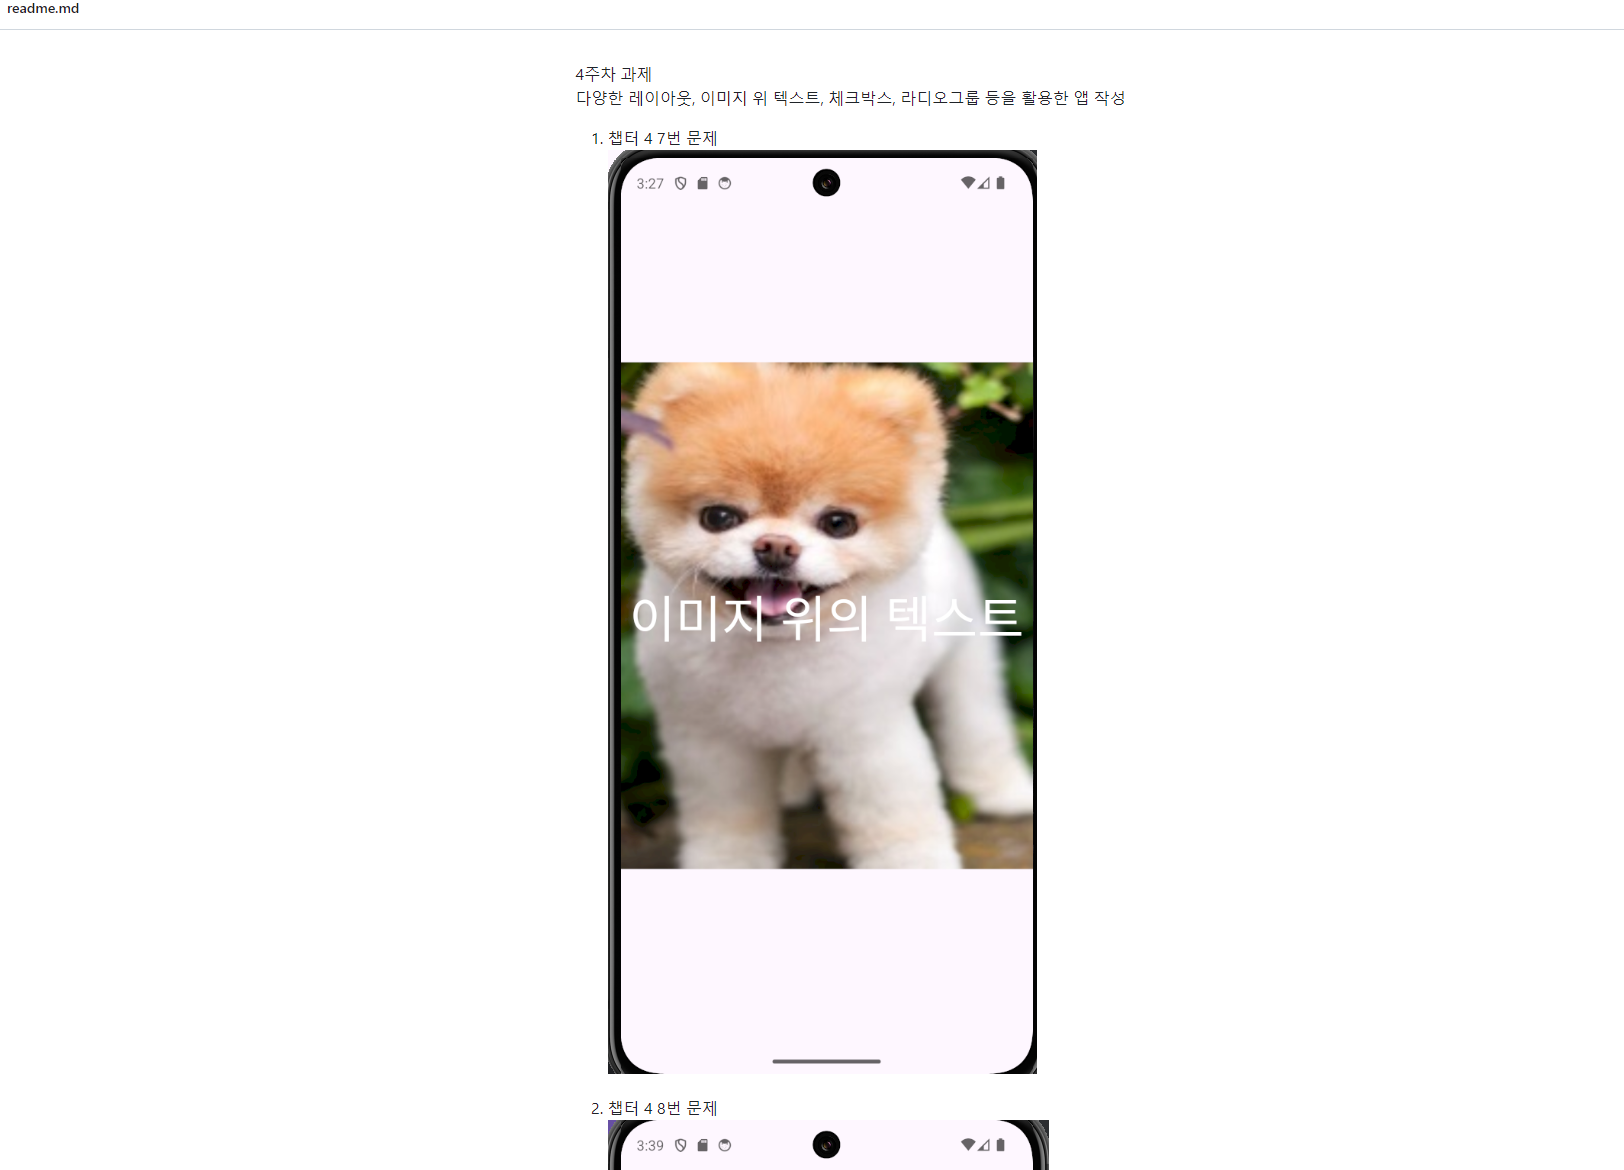 readme.md
4주차 과제
다양한 레이아웃, 이미지 위 텍스트, 체크박스, 라디오그룹 등을 활용한 앱 작성
1. 챕터 4 7번 문제
3:27
이미지 위의 텍스트
2. 챕터 4 8번 문제
3:39